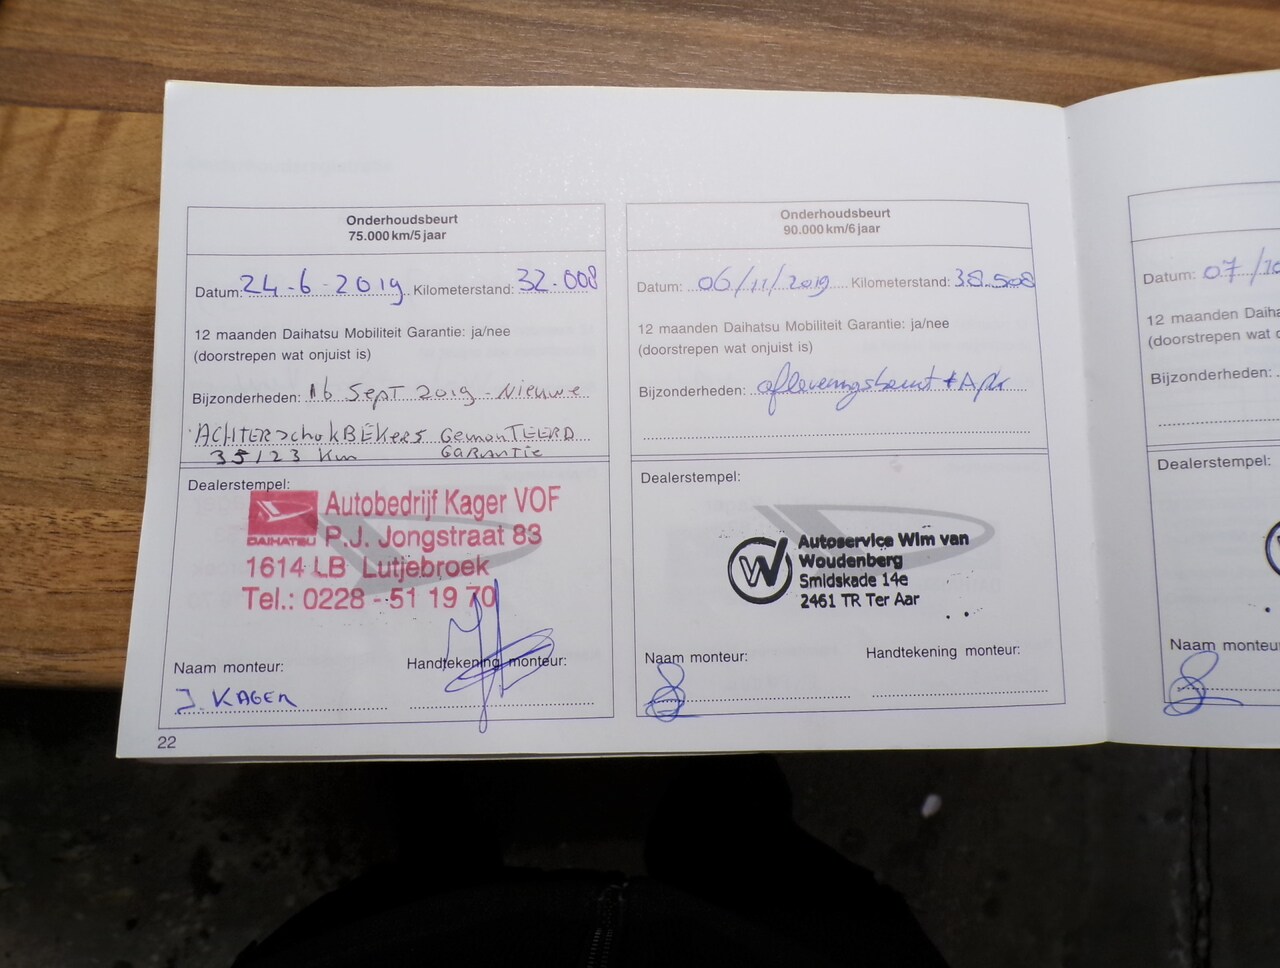 Onderhoudsbeurt
75.000 km/5 jaar
Datum: 24-6-2019 Kilometerstand: 32.008
12 maanden Daihatsu Mobiliteit Garantie: ja/nee
(doorstrepen wat onjuist is)
Bijzonderheden: 16 Sept 2019 - Nieuwe
ACHTERschokBEKers GemonTEERD
35123 Km GARANTIE
Dealerstempel:
DAIHATSU
Autobedrijf Kager VOF
P.J. Jongstraat 83
1614 LB Lutjebroek
Tel.: 0228 - 51 19 70
Naam monteur: Handtekening monteur:
J. KAGER
22
Onderhoudsbeurt
90.000 km/6 jaar
Datum: 06/11/2019 Kilometerstand: 38.508
12 maanden Daihatsu Mobiliteit Garantie: ja/nee
(doorstrepen wat onjuist is)
Bijzonderheden: afleveringsbeurt + Apk
Dealerstempel:
W
Autoservice Wim van
Woudenberg
Smidskade 14e
2461 TR Ter Aar
Naam monteur: Handtekening monteur:
Datum: 07/10
12 maanden Daiha
(doorstrepen wat o
Bijzonderheden:
Dealerstempel:
Naam monteur: